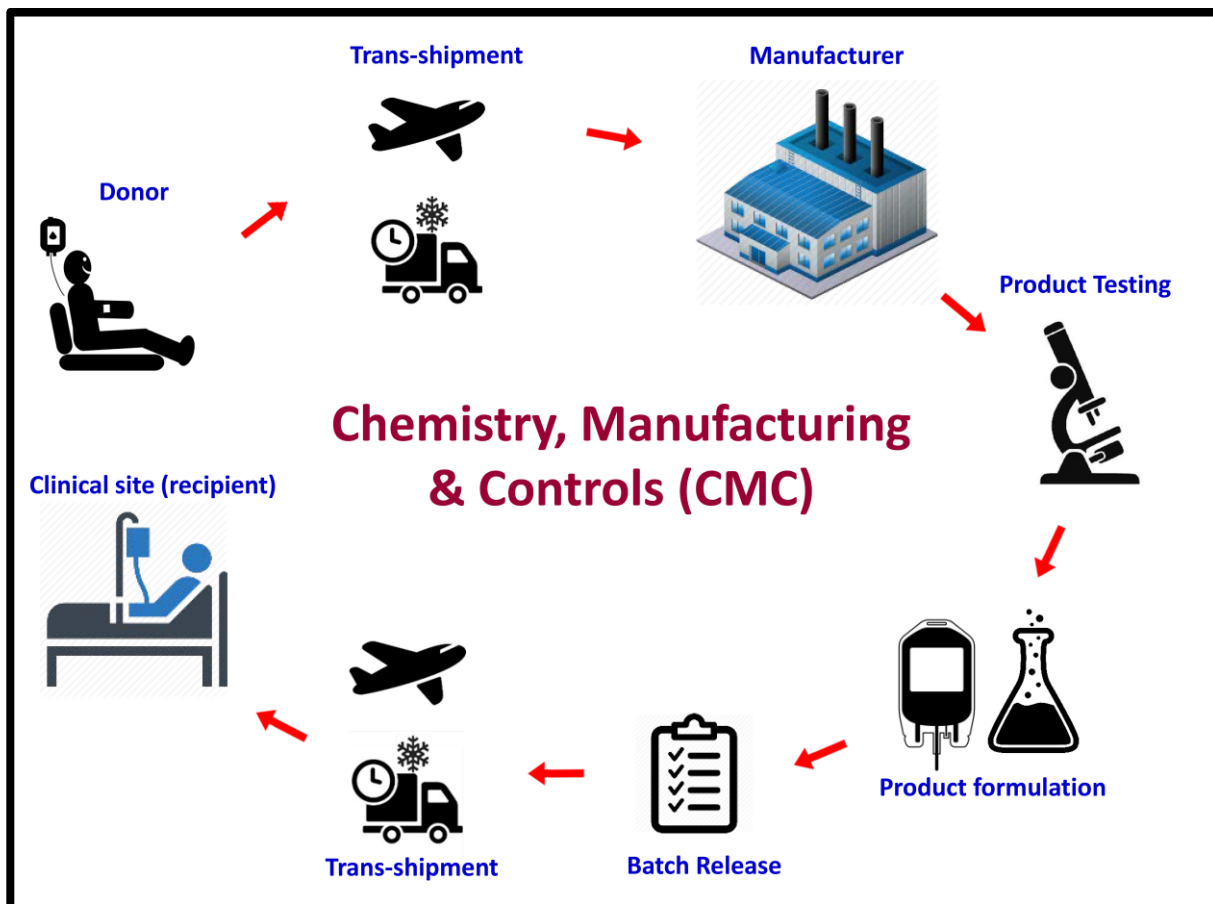 Trans-shipment
Manufacturer
Donor
Product Testing
Chemistry, Manufacturing
& Controls (CMC)
Clinical site (recipient)
Product formulation
Batch Release
Trans-shipment